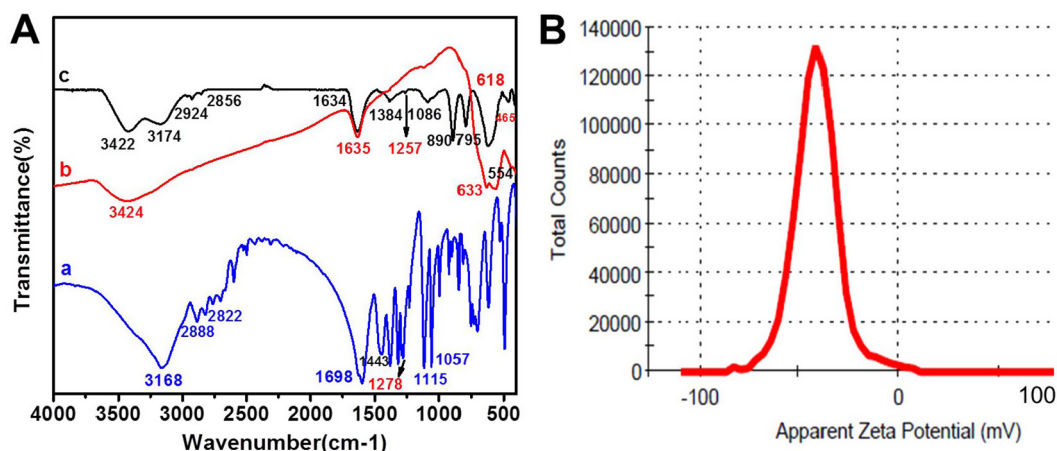 A
Transmittance(%)
c
b
a
3422
3174
2924
2856
1634
1384
1086
1257
890
795
618
465
3424
1635
633
554
3168
2888
2822
1698
1443
1278
1115
1057
4000 3500 3000 2500 2000 1500 1000 500
Wavenumber(cm-1)
B
Total Counts
140000
120000
100000
80000
60000
40000
20000
0
-100 0 100
Apparent Zeta Potential (mV)